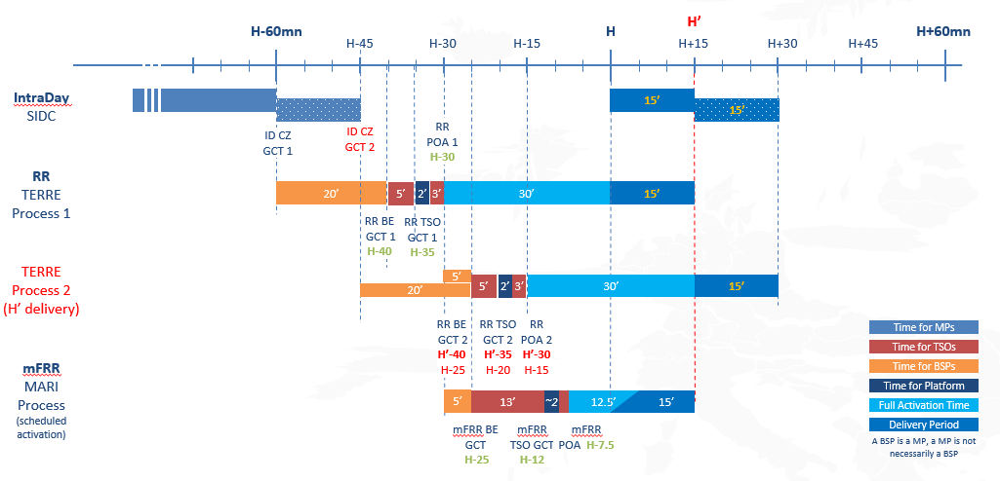 H-60mn H-45 H-30 H-15 H H' H+15 H+30 H+45 H+60mn
IntraDay
SIDC
15'
15'
ID CZ
GCT 1
ID CZ
GCT 2
RR
POA 1
H-30
RR
TERRE
Process 1
20' 5' 2' 3' 30' 15'
RR BE
GCT 1
H-40
RR TSO
GCT 1
H-35
TERRE
Process 2
(H' delivery)
5'
20'
5' 2' 3' 30' 15'
RR BE
GCT 2
H'-40
H-25
RR TSO
GCT 2
H'-35
H-20
RR
POA 2
H'-30
H-15
mFRR
MARI
Process
(scheduled
activation)
5' 13' ~2 12.5' 15'
mFRR BE
GCT
H-25
mFRR
TSO GCT
H-12
mFRR
POA H-7.5
Time for MPs
Time for TSOs
Time for BSPs
Time for Platform
Full Activation Time
Delivery Period
A BSP is a MP, a MP is not
necessarily a BSP